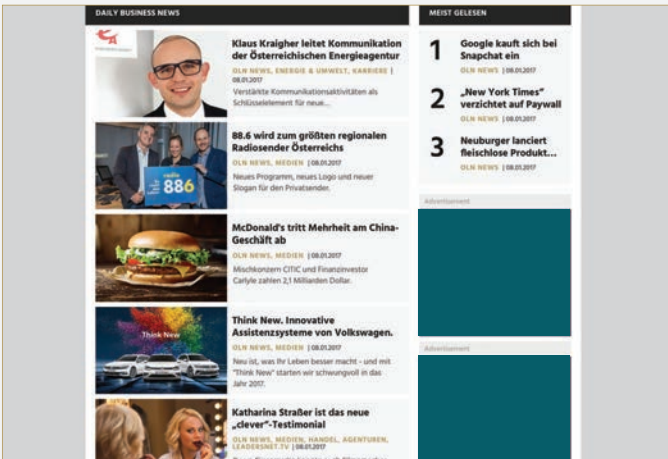 DAILY BUSINESS NEWS
Klaus Kraigher leitet Kommunikation
der Österreichischen Energieagentur
OLN NEWS, ENERGIE & UMWELT, KARRIERE |
08.01.2017
Verstärkte Kommunikationsaktivitäten als
Schlüsselelement für neue...
radio
886
88.6 wird zum größten regionalen
Radiosender Österreichs
OLN NEWS, MEDIEN | 08.01.2017
Neues Programm, neues Logo und neuer
Slogan für den Privatsender.
McDonald's tritt Mehrheit am China-
Geschäft ab
OLN NEWS, MEDIEN | 08.01.2017
Mischkonzern CITIC und Finanzinvestor
Carlyle zahlen 2,1 Milliarden Dollar.
Think New
Think New. Innovative
Assistenzsysteme von Volkswagen.
OLN NEWS, MEDIEN | 08.01.2017
Neu ist, was Ihr Leben besser macht - und mit
"Think New" starten wir schwungvoll in das
Jahr 2017.
Katharina Straßer ist das neue
„clever“-Testimonial
OLN NEWS, MEDIEN, HANDEL, AGENTUREN,
LEADERSNET.TV | 08.01.2017
MEIST GELESEN
1 Google kauft sich bei
Snapchat ein
OLN NEWS | 08.01.2017
2 „New York Times“
verzichtet auf Paywall
OLN NEWS | 08.01.2017
3 Neuburger lanciert
fleischlose Produkt...
OLN NEWS | 08.01.2017
Advertisement
Advertisement